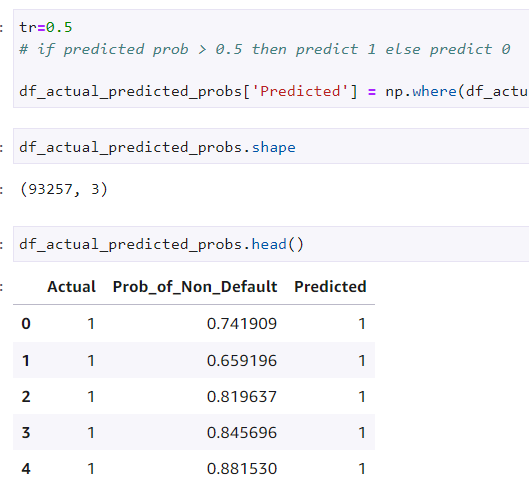 tr=0.5
# if predicted prob > 0.5 then predict 1 else predict 0
df_actual_predicted_probs['Predicted'] = np.where(df_actu
: df_actual_predicted_probs.shape
: (93257, 3)
: df_actual_predicted_probs.head()
: Actual Prob_of_Non_Default Predicted
0 1 0.741909 1
1 1 0.659196 1
2 1 0.819637 1
3 1 0.845696 1
4 1 0.881530 1